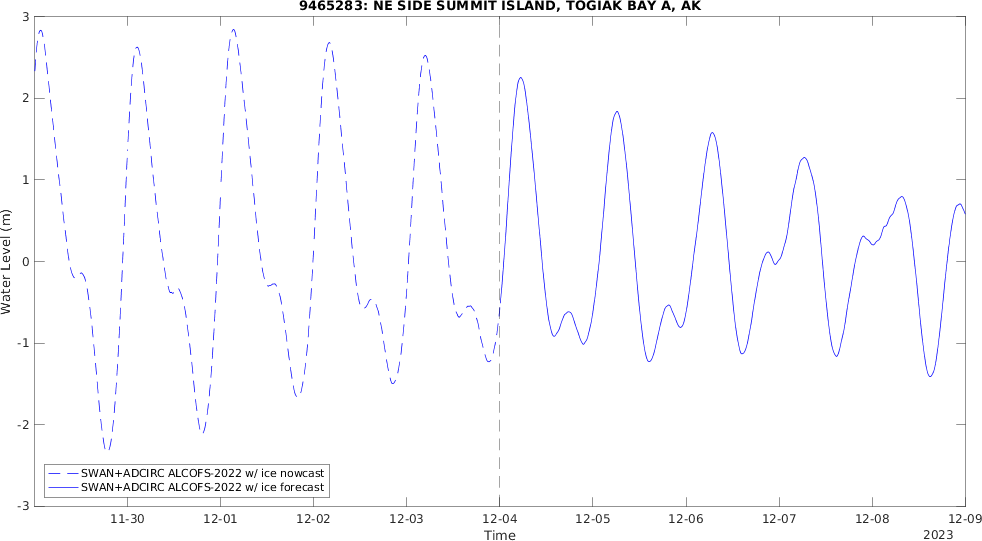 9465283: NE SIDE SUMMIT ISLAND, TOGIAK BAY A, AK
3
2
1
0
-1
-2
-3
Water Level (m)
SWAN+ADCIRC ALCOFS-2022 w/ ice nowcast
SWAN+ADCIRC ALCOFS-2022 w/ ice forecast
11-30 12-01 12-02 12-03 12-04 12-05 12-06 12-07 12-08 12-09
Time
2023